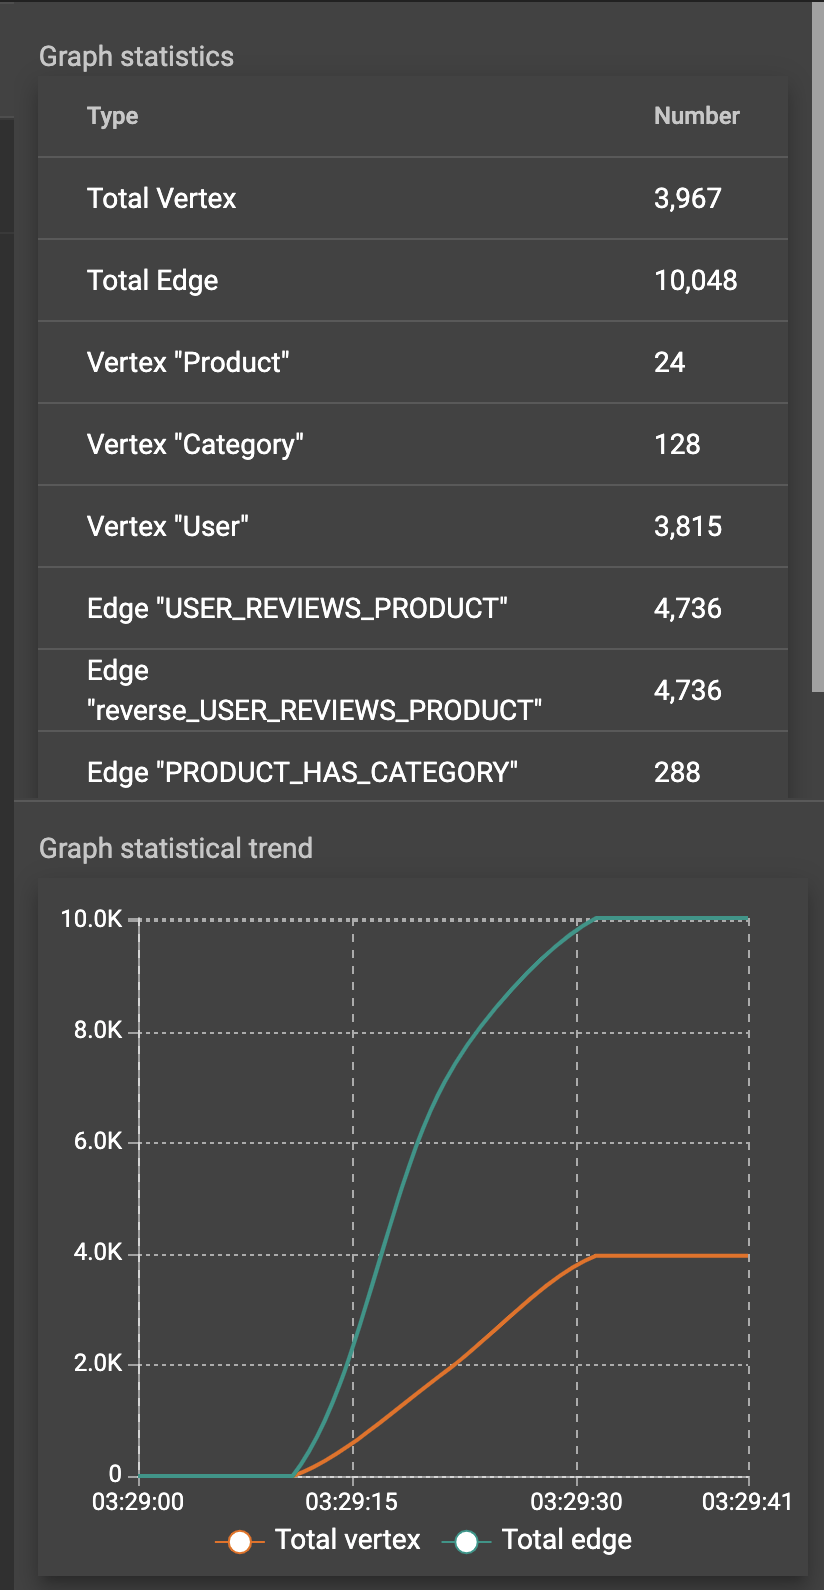 Graph statistics
Type Number
Total Vertex 3,967
Total Edge 10,048
Vertex "Product" 24
Vertex "Category" 128
Vertex "User" 3,815
Edge "USER_REVIEWS_PRODUCT" 4,736
Edge
"reverse_USER_REVIEWS_PRODUCT" 4,736
Edge "PRODUCT_HAS_CATEGORY" 288
Graph statistical trend
10.0K
8.0K
6.0K
4.0K
2.0K
0
03:29:00 03:29:15 03:29:30 03:29:41
Total vertex Total edge